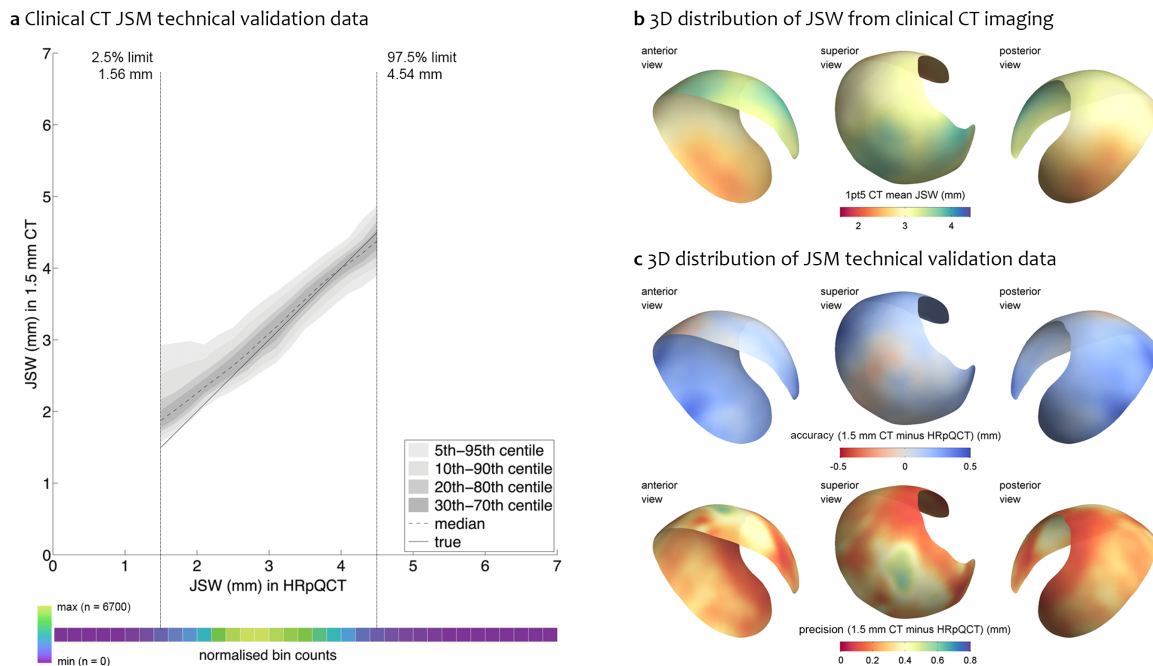 a Clinical CT JSM technical validation data
2.5% limit
1.56 mm
97.5% limit
4.54 mm
7
6
5
4
3
2
1
0
JSW (mm) in 1.5 mm CT
5th–95th centile
10th–90th centile
20th–80th centile
30th–70th centile
median
true
0 1 2 3 4 5 6 7
JSW (mm) in HRpQCT
max (n = 6700)
min (n = 0)
normalised bin counts
b 3D distribution of JSW from clinical CT imaging
anterior
view
superior
view
posterior
view
1pt5 CT mean JSW (mm)
2 3 4
c 3D distribution of JSM technical validation data
anterior
view
superior
view
posterior
view
accuracy (1.5 mm CT minus HRpQCT) (mm)
-0.5 0 0.5
anterior
view
superior
view
posterior
view
precision (1.5 mm CT minus HRpQCT) (mm)
0 0.2 0.4 0.6 0.8